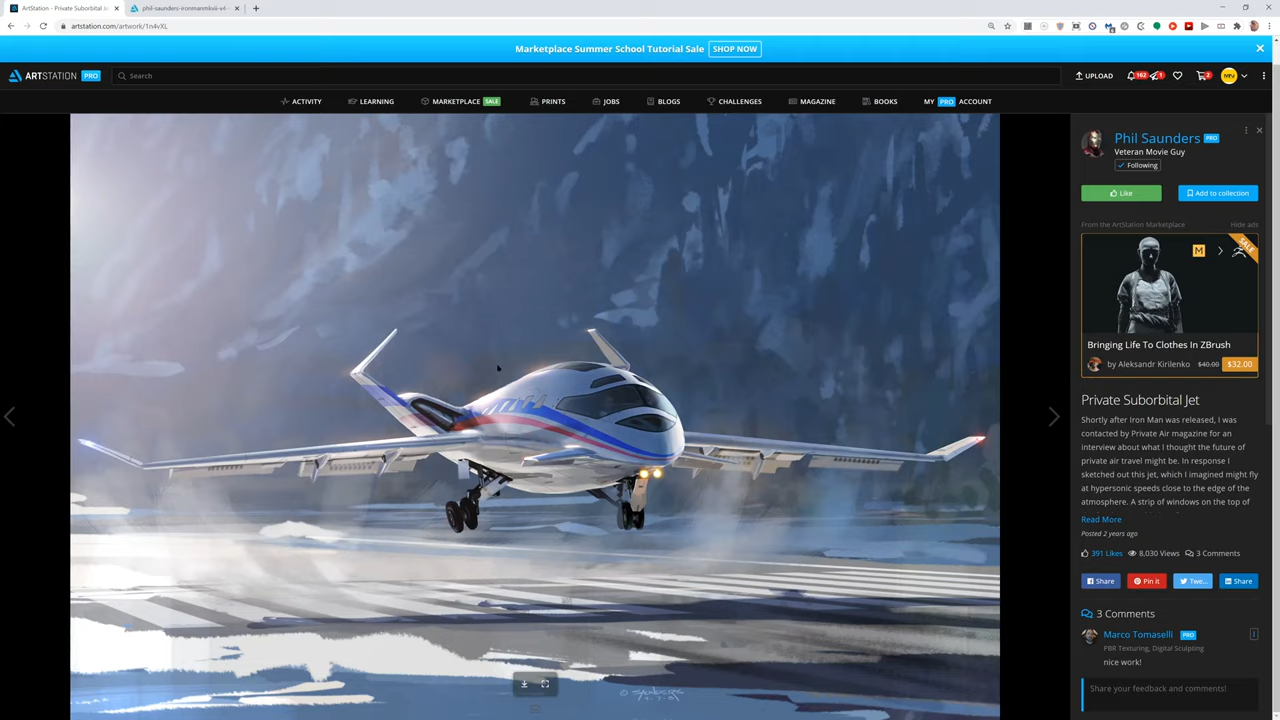 ArtStation - Private Suborbital Je
phil-saunders-ironmanmkvii-v4-
artstation.com/artwork/1n4vXL
Marketplace Summer School Tutorial Sale SHOP NOW
ARTSTATION PRO Search UPLOAD 162 1 2
ACTIVITY LEARNING MARKETPLACE SALE PRINTS JOBS BLOGS CHALLENGES MAGAZINE BOOKS MY PRO ACCOUNT
Phil Saunders PRO
Veteran Movie Guy
Following
Like Add to collection
From the ArtStation Marketplace Hide ads
SALE
M
Bringing Life To Clothes In ZBrush
by Aleksandr Kirilenko $40.00 $32.00
Private Suborbital Jet
Shortly after Iron Man was released, I was
contacted by Private Air magazine for an
interview about what I thought the future of
private air travel might be. In response I
sketched out this jet, which I imagined might fly
at hypersonic speeds close to the edge of the
atmosphere. A strip of windows on the top of
Read More
Posted 2 years ago
391 Likes 8,030 Views 3 Comments
Share Pin it Twe... Share
3 Comments
Marco Tomaselli PRO
PBR Texturing, Digital Sculpting
nice work!
Share your feedback and comments!
© SAUNDERS